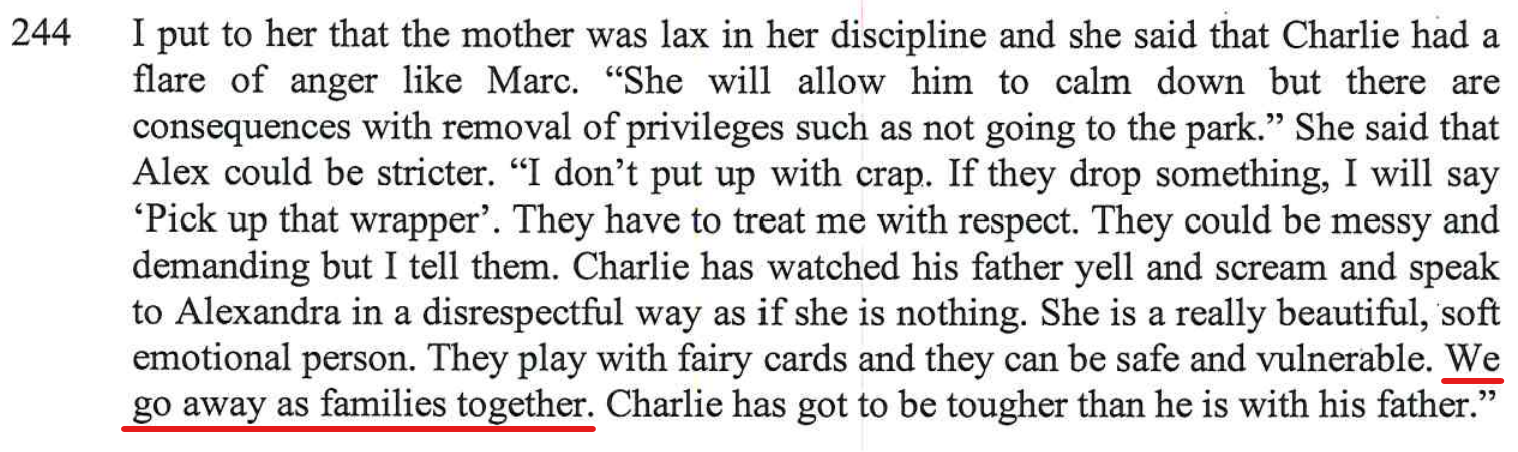 244 I put to her that the mother was lax in her discipline and she said that Charlie had a
flare of anger like Marc. “She will allow him to calm down but there are
consequences with removal of privileges such as not going to the park.” She said that
Alex could be stricter. “I don’t put up with crap. If they drop something, I will say
‘Pick up that wrapper’. They have to treat me with respect. They could be messy and
demanding but I tell them. Charlie has watched his father yell and scream and speak
to Alexandra in a disrespectful way as if she is nothing. She is a really beautiful, soft
emotional person. They play with fairy cards and they can be safe and vulnerable. We
go away as families together. Charlie has got to be tougher than he is with his father.”